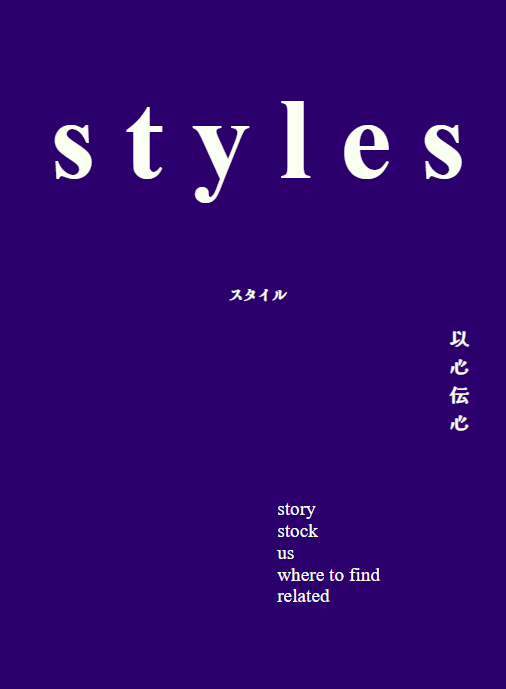 styles
スタイル
以心伝心
story
stock
us
where to find
related